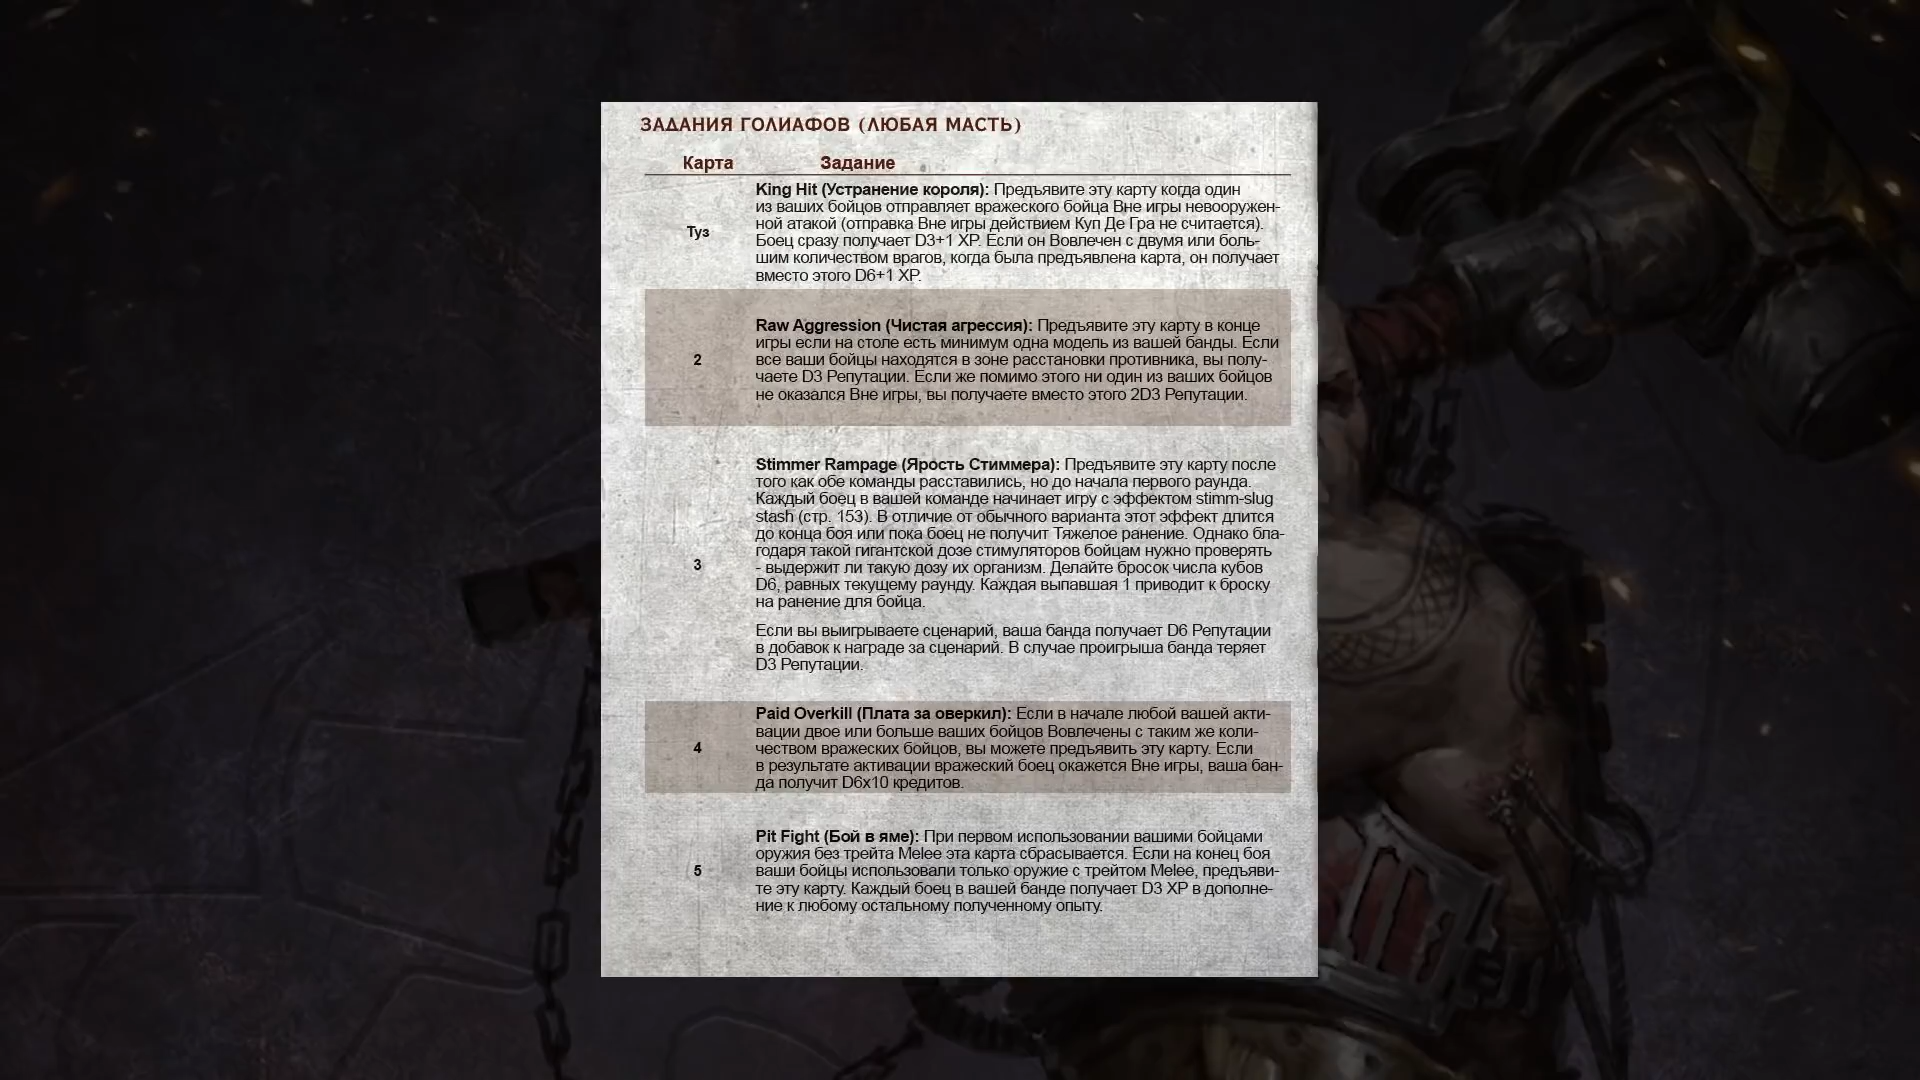 ЗАДАНИЯ ГОЛИАФОВ (ЛЮБАЯ МАСТЬ)
Карта Задание
Туз
King Hit (Устранение короля): Предъявите эту карту когда один
из ваших бойцов отправляет вражеского бойца Вне игры невооружен-
ной атакой (отправка Вне игры действием Куп Де Гра не считается).
Боец сразу получает D3+1 XP. Если он Вовлечен с двумя или боль-
шим количеством врагов, когда была предъявлена карта, он получает
вместо этого D6+1 XP.
2
Raw Aggression (Чистая агрессия): Предъявите эту карту в конце
игры если на столе есть минимум одна модель из вашей банды. Если
все ваши бойцы находятся в зоне расстановки противника, вы полу-
чаете D3 Репутации. Если же помимо этого ни один из ваших бойцов
не оказался Вне игры, вы получаете вместо этого 2D3 Репутации.
3
Stimmer Rampage (Ярость Стиммера): Предъявите эту карту после
того как обе команды расставились, но до начала первого раунда.
Каждый боец в вашей команде начинает игру с эффектом stimm-slug
stash (стр. 153). В отличие от обычного варианта этот эффект длится
до конца боя или пока боец не получит Тяжелое ранение. Однако бла-
годаря такой гигантской дозе стимуляторов бойцам нужно проверять
- выдержит ли такую дозу их организм. Делайте бросок числа кубов
D6, равных текущему раунду. Каждая выпавшая 1 приводит к броску
на ранение для бойца.
Если вы выигрываете сценарий, ваша банда получает D6 Репутации
в добавок к награде за сценарий. В случае проигрыша банда теряет
D3 Репутации.
4
Paid Overkill (Плата за оверкил): Если в начале любой вашей акти-
вации двое или больше ваших бойцов Вовлечены с таким же коли-
чеством вражеских бойцов, вы можете предъявить эту карту. Если
в результате активации вражеский боец окажется Вне игры, ваша бан-
да получит D6x10 кредитов.
5
Pit Fight (Бой в яме): При первом использовании вашими бойцами
оружия без трейта Melee эта карта сбрасывается. Если на конец боя
ваши бойцы использовали только оружие с трейтом Melee, предъяви-
те эту карту. Каждый боец в вашей банде получает D3 XP в дополне-
ние к любому остальному полученному опыту.